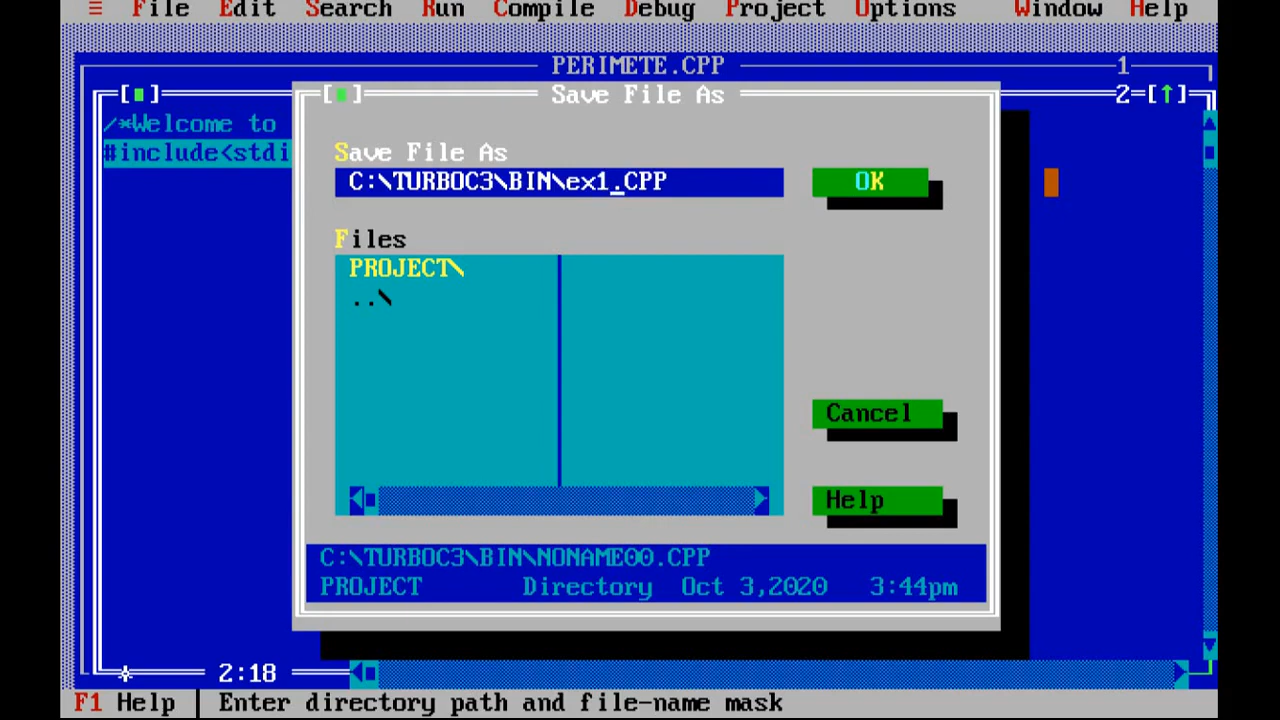 ≡ File Edit Search Run Compile Debug Project Options Window Help
PERIMETE.CPP 1
[■] Save File As 2=[↑]
/*Welcome to
#include<stdi
Save File As
C:\TURBOC3\BIN\ex1.CPP
OK
Files
PROJECT\
..\
Cancel
Help
C:\TURBOC3\BIN\NONAME00.CPP
PROJECT Directory Oct 3,2020 3:44pm
2:18
F1 Help | Enter directory path and file-name mask